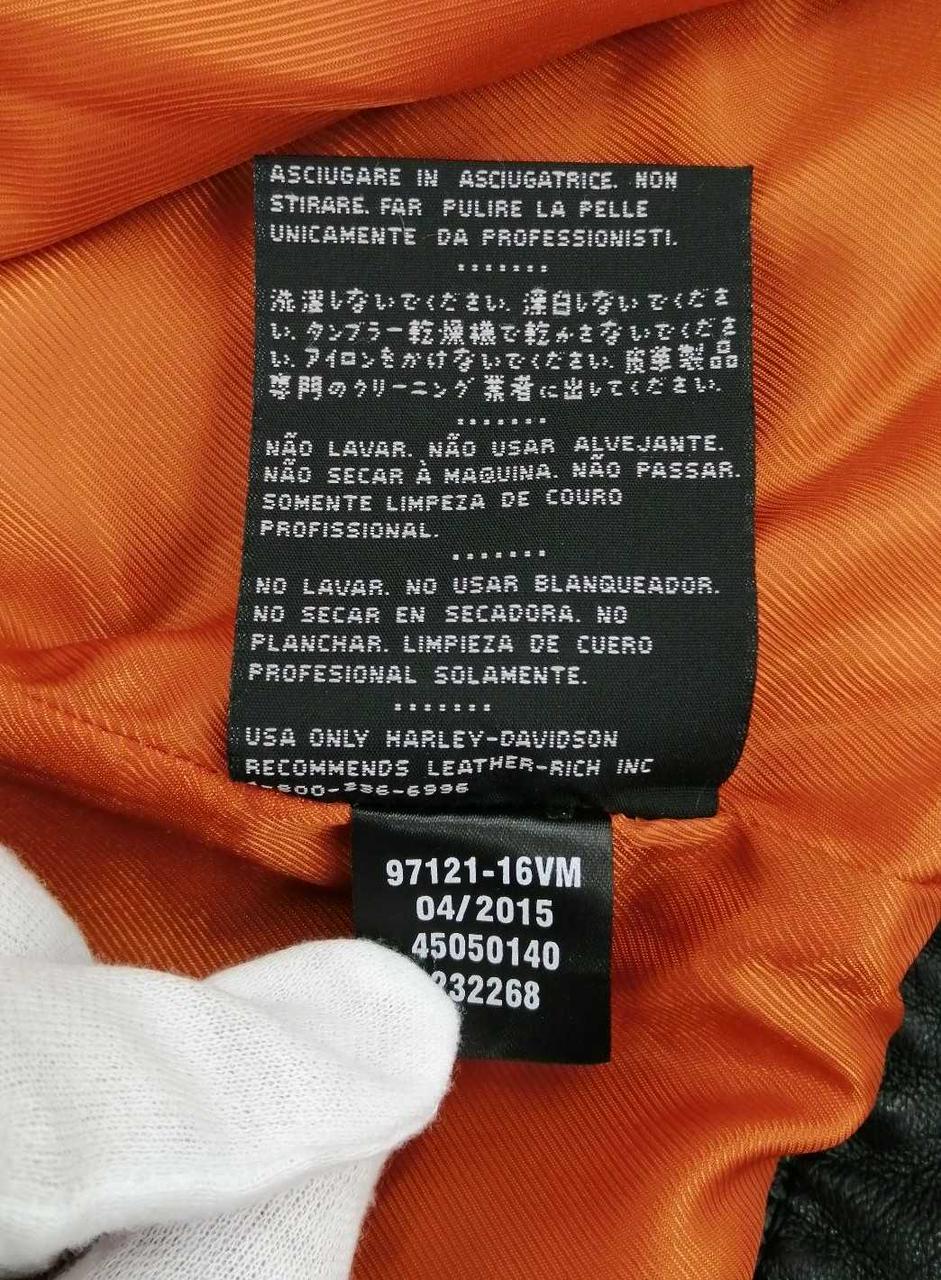 ASCIUGARE IN ASCIUGATRICE. NON
STIRARE. FAR PULIRE LA PELLE
UNICAMENTE DA PROFESSIONISTI.
.......
洗濯しないでください. 漂白しないでくださ
い. タンブラー乾燥機で乾かさないでくださ
い. アイロンをかけないでください. 皮革製品
専門のクリーニング業者に出してください.
.......
NÃO LAVAR. NÃO USAR ALVEJANTE.
NÃO SECAR À MAQUINA. NÃO PASSAR.
SOMENTE LIMPEZA DE COURO
PROFISSIONAL.
.......
NO LAVAR. NO USAR BLANQUEADOR.
NO SECAR EN SECADORA. NO
PLANCHAR. LIMPIEZA DE CUERO
PROFESIONAL SOLAMENTE.
.......
USA ONLY HARLEY-DAVIDSON
RECOMMENDS LEATHER-RICH INC
97121-16VM
04/2015
45050140